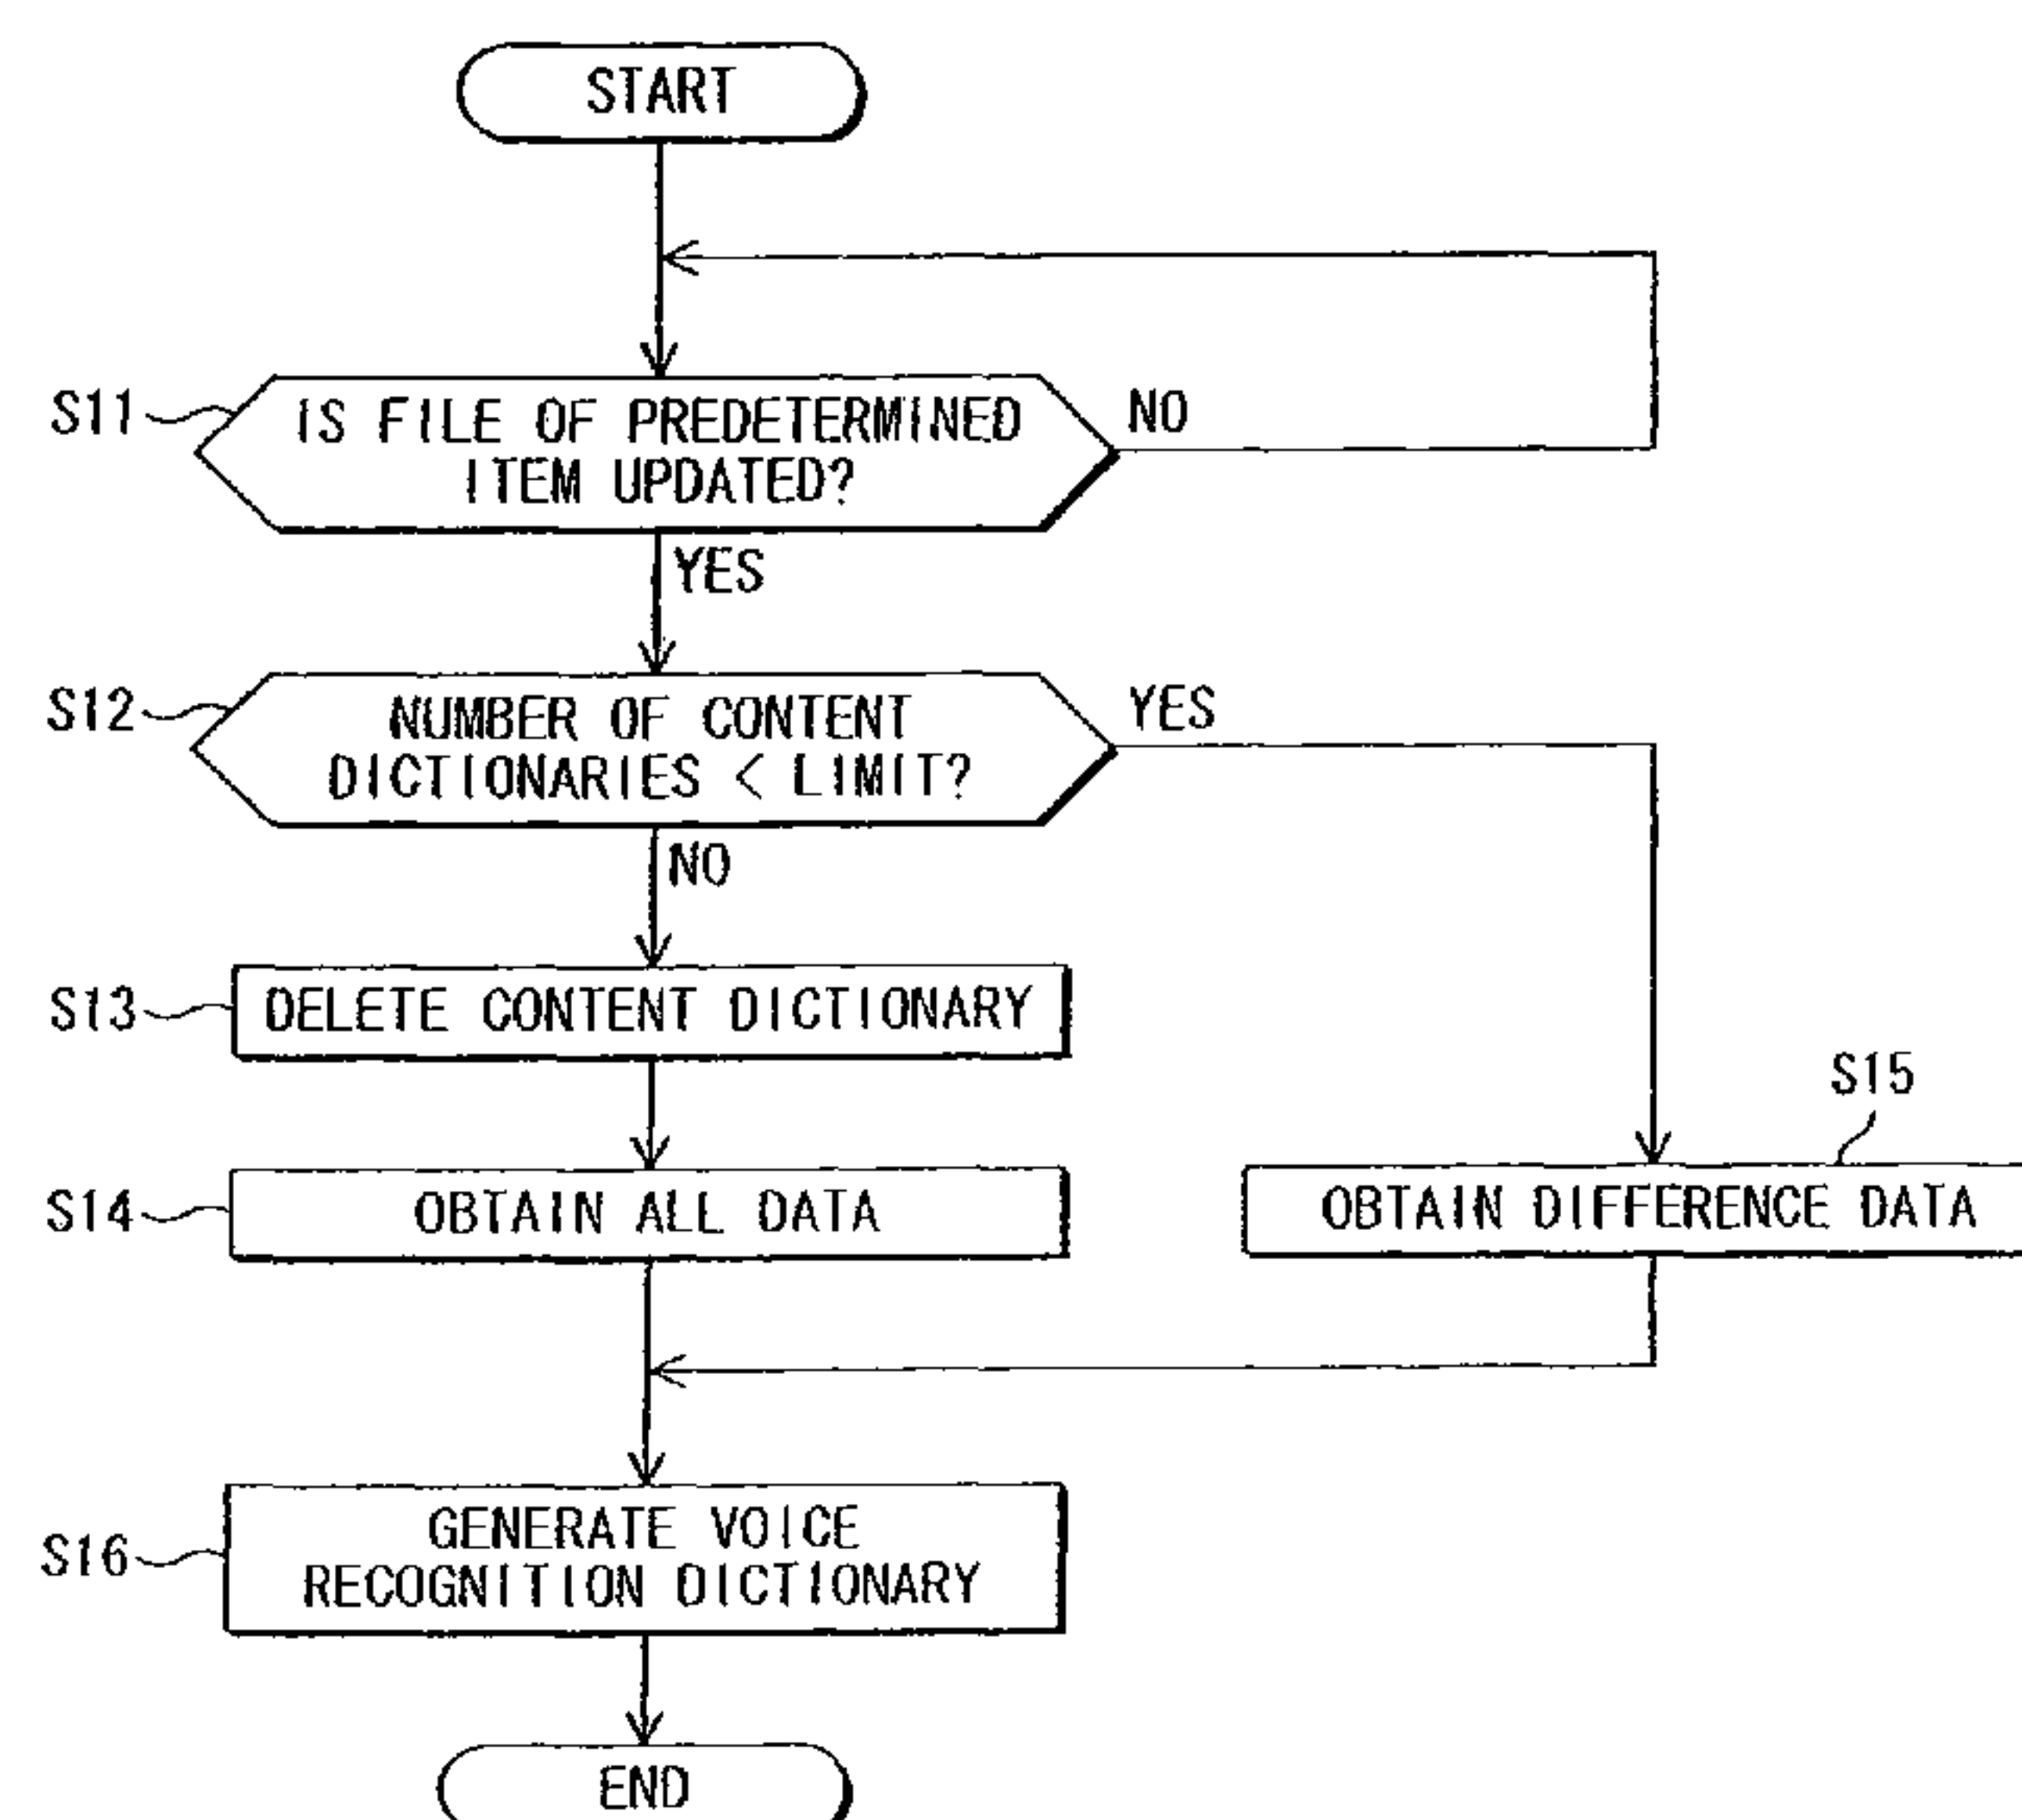 START
S11
IS FILE OF PREDETERMINED
ITEM UPDATED?
NO
YES
S12
NUMBER OF CONTENT
DICTIONARIES < LIMIT?
YES
NO
S13
DELETE CONTENT DICTIONARY
S14
OBTAIN ALL DATA
S15
OBTAIN DIFFERENCE DATA
S16
GENERATE VOICE
RECOGNITION DICTIONARY
END